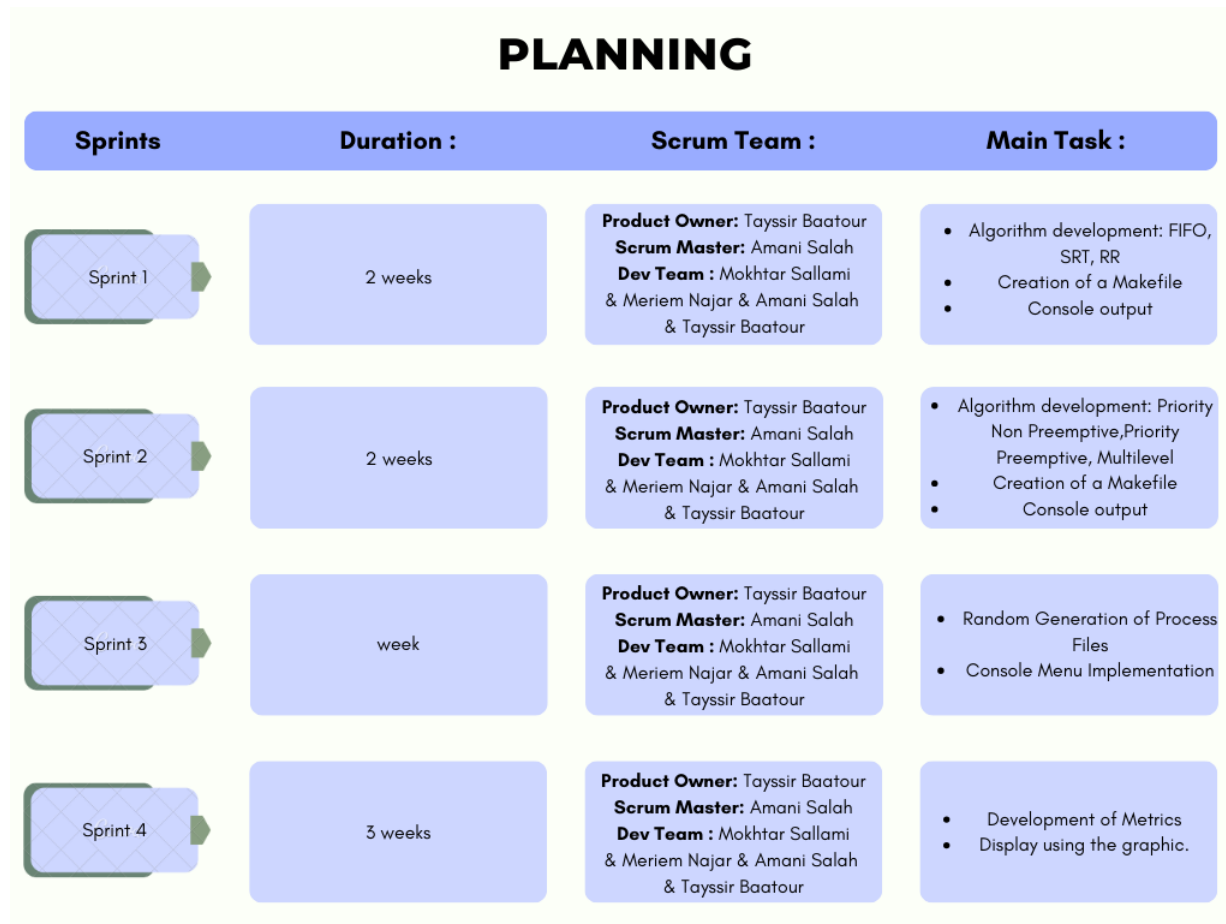 PLANNING
Sprints Duration : Scrum Team : Main Task :
Sprint 1
2 weeks
Product Owner: Tayssir Baatour
Scrum Master: Amani Salah
Dev Team : Mokhtar Sallami
& Meriem Najar & Amani Salah
& Tayssir Baatour
• Algorithm development: FIFO,
SRT, RR
• Creation of a Makefile
• Console output
Sprint 2
2 weeks
Product Owner: Tayssir Baatour
Scrum Master: Amani Salah
Dev Team : Mokhtar Sallami
& Meriem Najar & Amani Salah
& Tayssir Baatour
• Algorithm development: Priority
Non Preemptive,Priority
Preemptive, Multilevel
• Creation of a Makefile
• Console output
Sprint 3
week
Product Owner: Tayssir Baatour
Scrum Master: Amani Salah
Dev Team : Mokhtar Sallami
& Meriem Najar & Amani Salah
& Tayssir Baatour
• Random Generation of Process
Files
• Console Menu Implementation
Sprint 4
3 weeks
Product Owner: Tayssir Baatour
Scrum Master: Amani Salah
Dev Team : Mokhtar Sallami
& Meriem Najar & Amani Salah
& Tayssir Baatour
• Development of Metrics
• Display using the graphic.